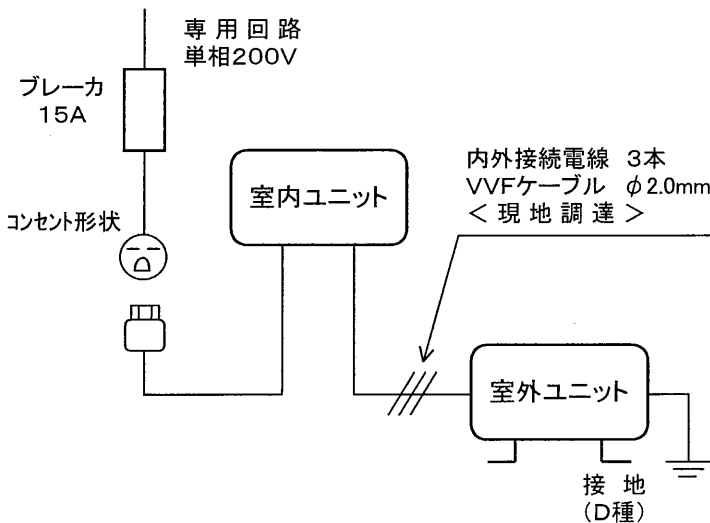 専用回路
単相200V
ブレーカ
15A
コンセント形状
室内ユニット
内外接続電線 3本
VVFケーブル φ2.0mm
<現地調達>
室外ユニット
接地
(D種)